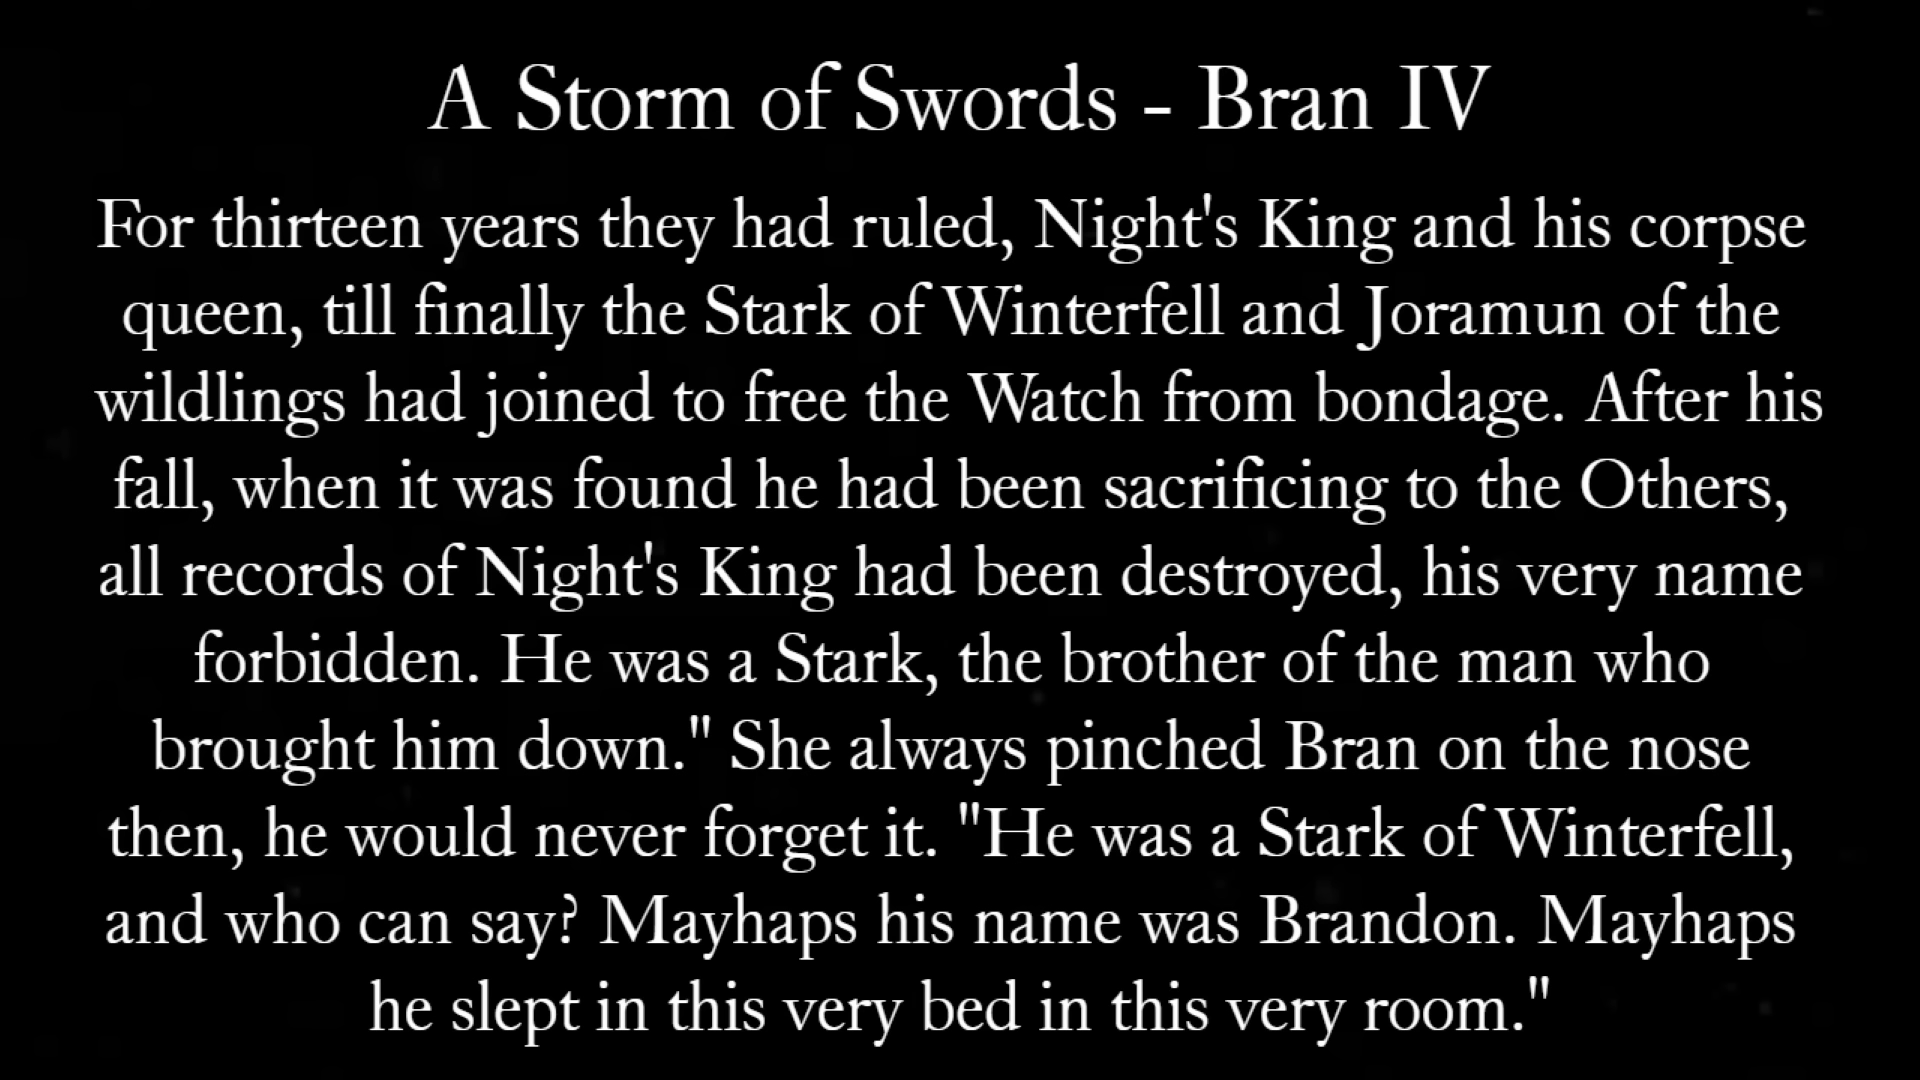 A Storm of Swords - Bran IV
For thirteen years they had ruled, Night's King and his corpse
queen, till finally the Stark of Winterfell and Joramun of the
wildlings had joined to free the Watch from bondage. After his
fall, when it was found he had been sacrificing to the Others,
all records of Night's King had been destroyed, his very name
forbidden. He was a Stark, the brother of the man who
brought him down." She always pinched Bran on the nose
then, he would never forget it. "He was a Stark of Winterfell,
and who can say? Mayhaps his name was Brandon. Mayhaps
he slept in this very bed in this very room."